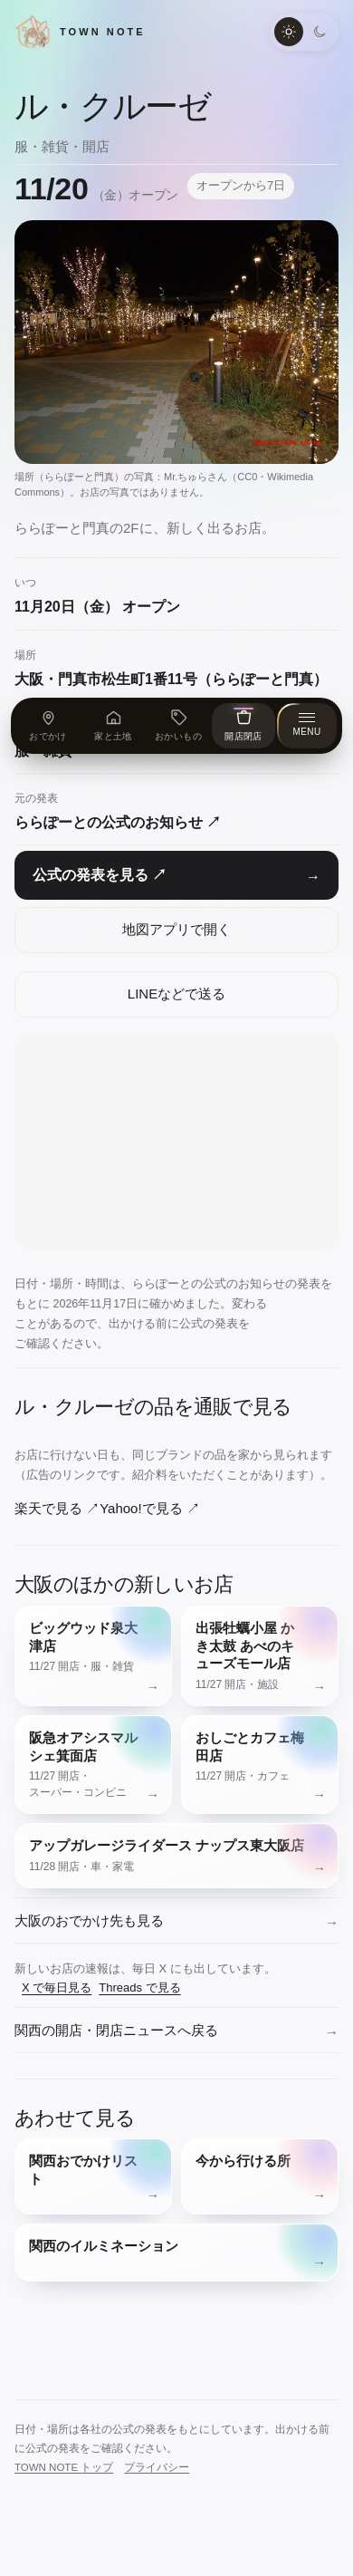 TOWN NOTE
ル・クルーゼ
服・雑貨・開店
11/20 （金）オープン オープンから7日
場所（ららぽーと門真）の写真：Mr.ちゅらさん（CC0・Wikimedia
Commons）。お店の写真ではありません。
ららぽーと門真の2Fに、新しく出るお店。
いつ
11月20日（金） オープン
場所
大阪・門真市松生町1番11号（ららぽーと門真）
おでかけ
家と土地
おかいもの
開店閉店
MENU
服・雑貨
元の発表
ららぽーとの公式のお知らせ ↗
公式の発表を見る ↗ →
地図アプリで開く
LINEなどで送る
日付・場所・時間は、ららぽーとの公式のお知らせの発表を
もとに 2026年11月17日に確かめました。変わる
ことがあるので、出かける前に公式の発表を
ご確認ください。
ル・クルーゼの品を通販で見る
お店に行けない日も、同じブランドの品を家から見られます
（広告のリンクです。紹介料をいただくことがあります）。
楽天で見る ↗Yahoo!で見る ↗
大阪のほかの新しいお店
ビッグウッド泉大
津店
11/27 開店・服・雑貨
→
出張牡蠣小屋 か
き太鼓 あべのキ
ューズモール店
11/27 開店・施設
→
阪急オアシスマル
シェ箕面店
11/27 開店・
スーパー・コンビニ
→
おしごとカフェ梅
田店
11/27 開店・カフェ
→
アップガレージライダース ナップス東大阪店
11/28 開店・車・家電
→
大阪のおでかけ先も見る →
新しいお店の速報は、毎日 X にも出しています。
X で毎日見る Threads で見る
関西の開店・閉店ニュースへ戻る →
あわせて見る
関西おでかけリス
ト
→
今から行ける所
→
関西のイルミネーション
→
日付・場所は各社の公式の発表をもとにしています。出かける前
に公式の発表をご確認ください。
TOWN NOTE トップ プライバシー